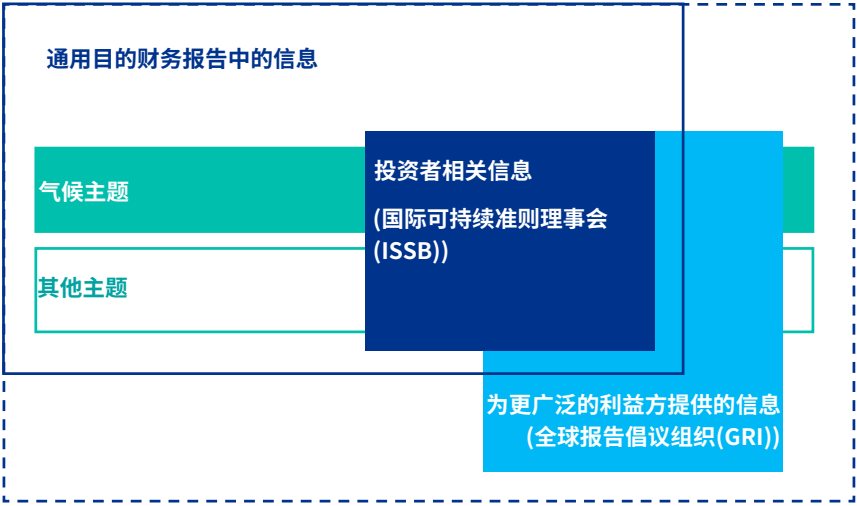 通用目的财务报告中的信息
气候主题
投资者相关信息
(国际可持续准则理事会
(ISSB))
其他主题
为更广泛的利益方提供的信息
(全球报告倡议组织(GRI))